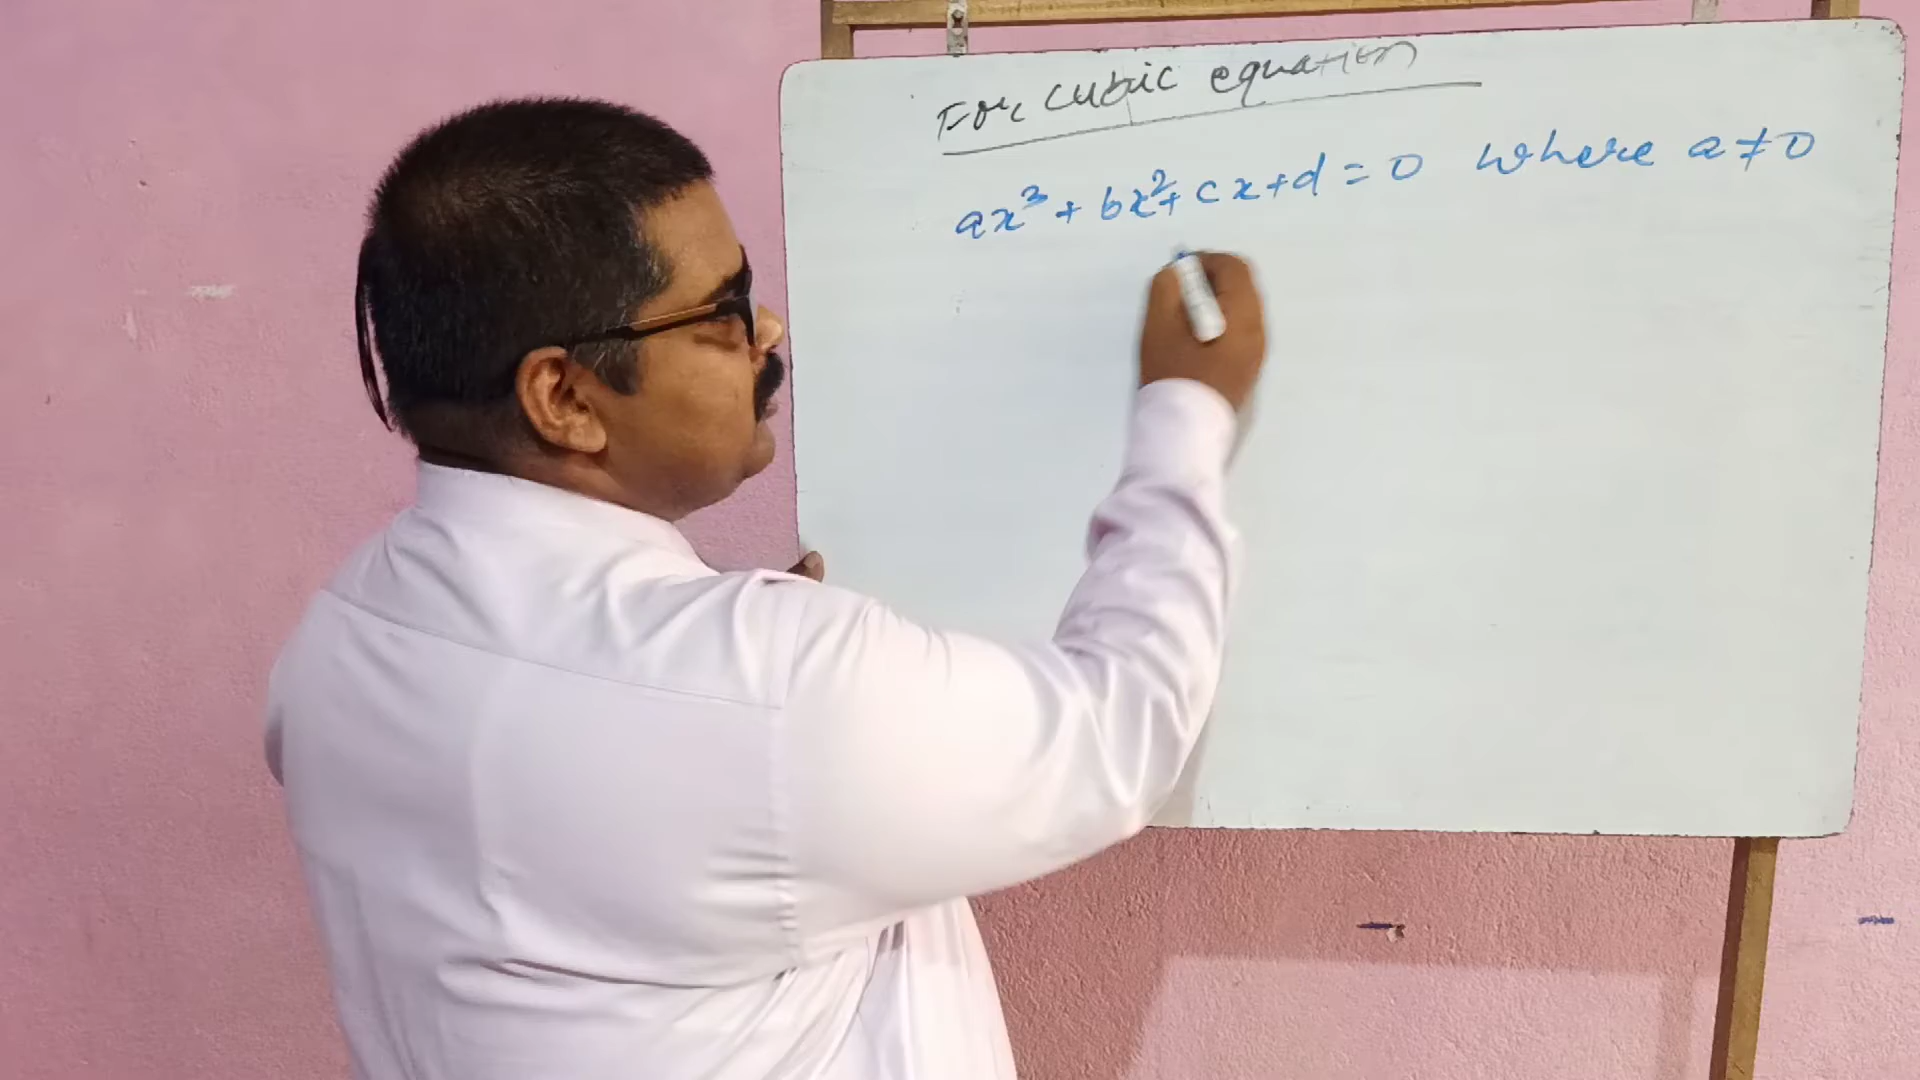 For cubic equation
ax³ + bx² + cx + d = 0 where a ≠ 0